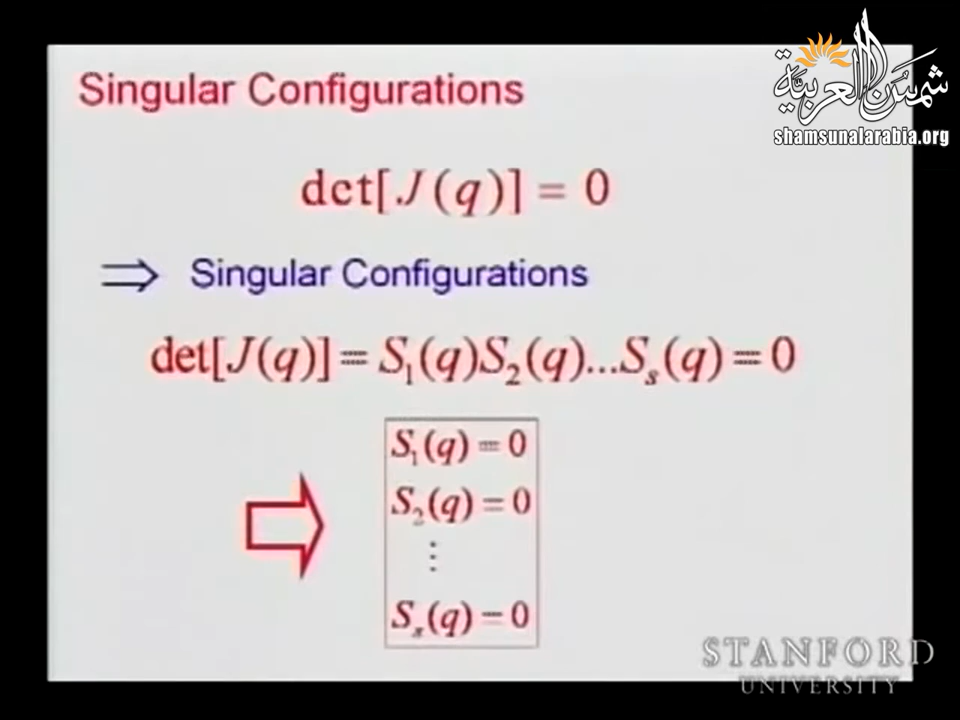 شمس العربية
shamsunalarabia.org
Singular Configurations
det[J(q)] = 0
⇒ Singular Configurations
det[J(q)] = S₁(q)S₂(q)...Sₛ(q) = 0
S₁(q) = 0
S₂(q) = 0
⋮
Sₛ(q) = 0
STANFORD
UNIVERSITY